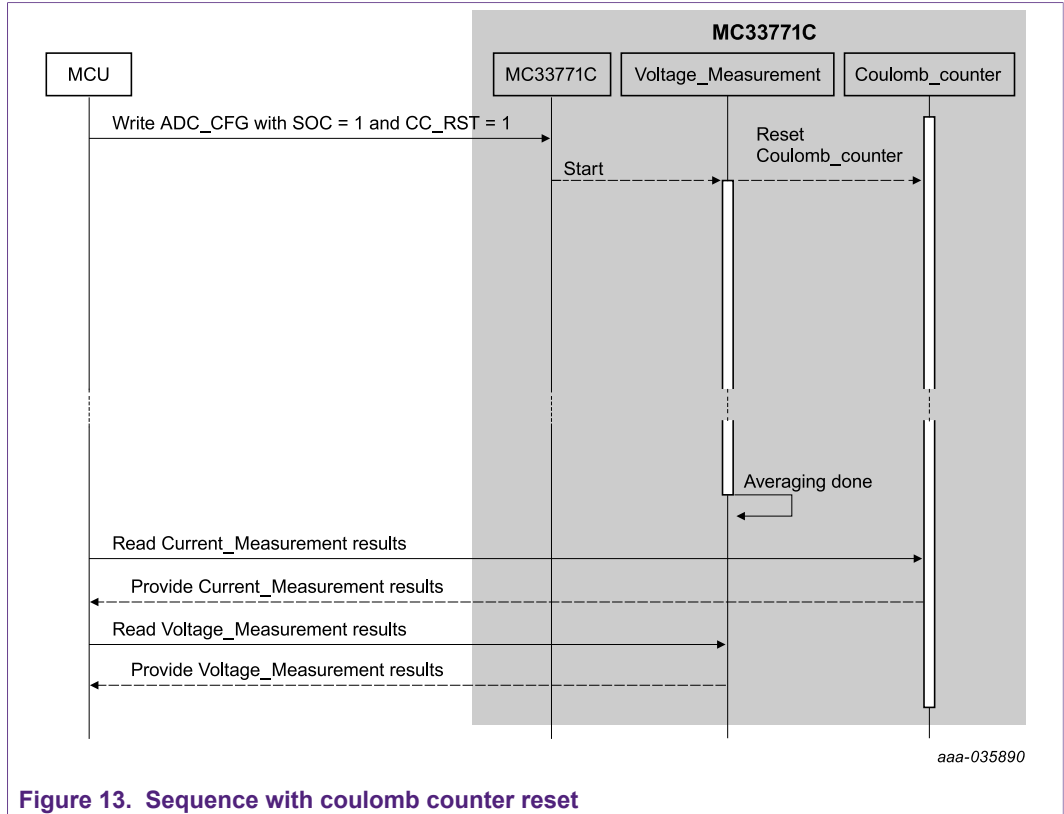 MC33771C
MCU
MC33771C
Voltage_Measurement
Coulomb_counter
Write ADC_CFG with SOC = 1 and CC_RST = 1
Reset
Coulomb_counter
Start
Averaging done
Read Current_Measurement results
Provide Current_Measurement results
Read Voltage_Measurement results
Provide Voltage_Measurement results
aaa-035890
Figure 13. Sequence with coulomb counter reset